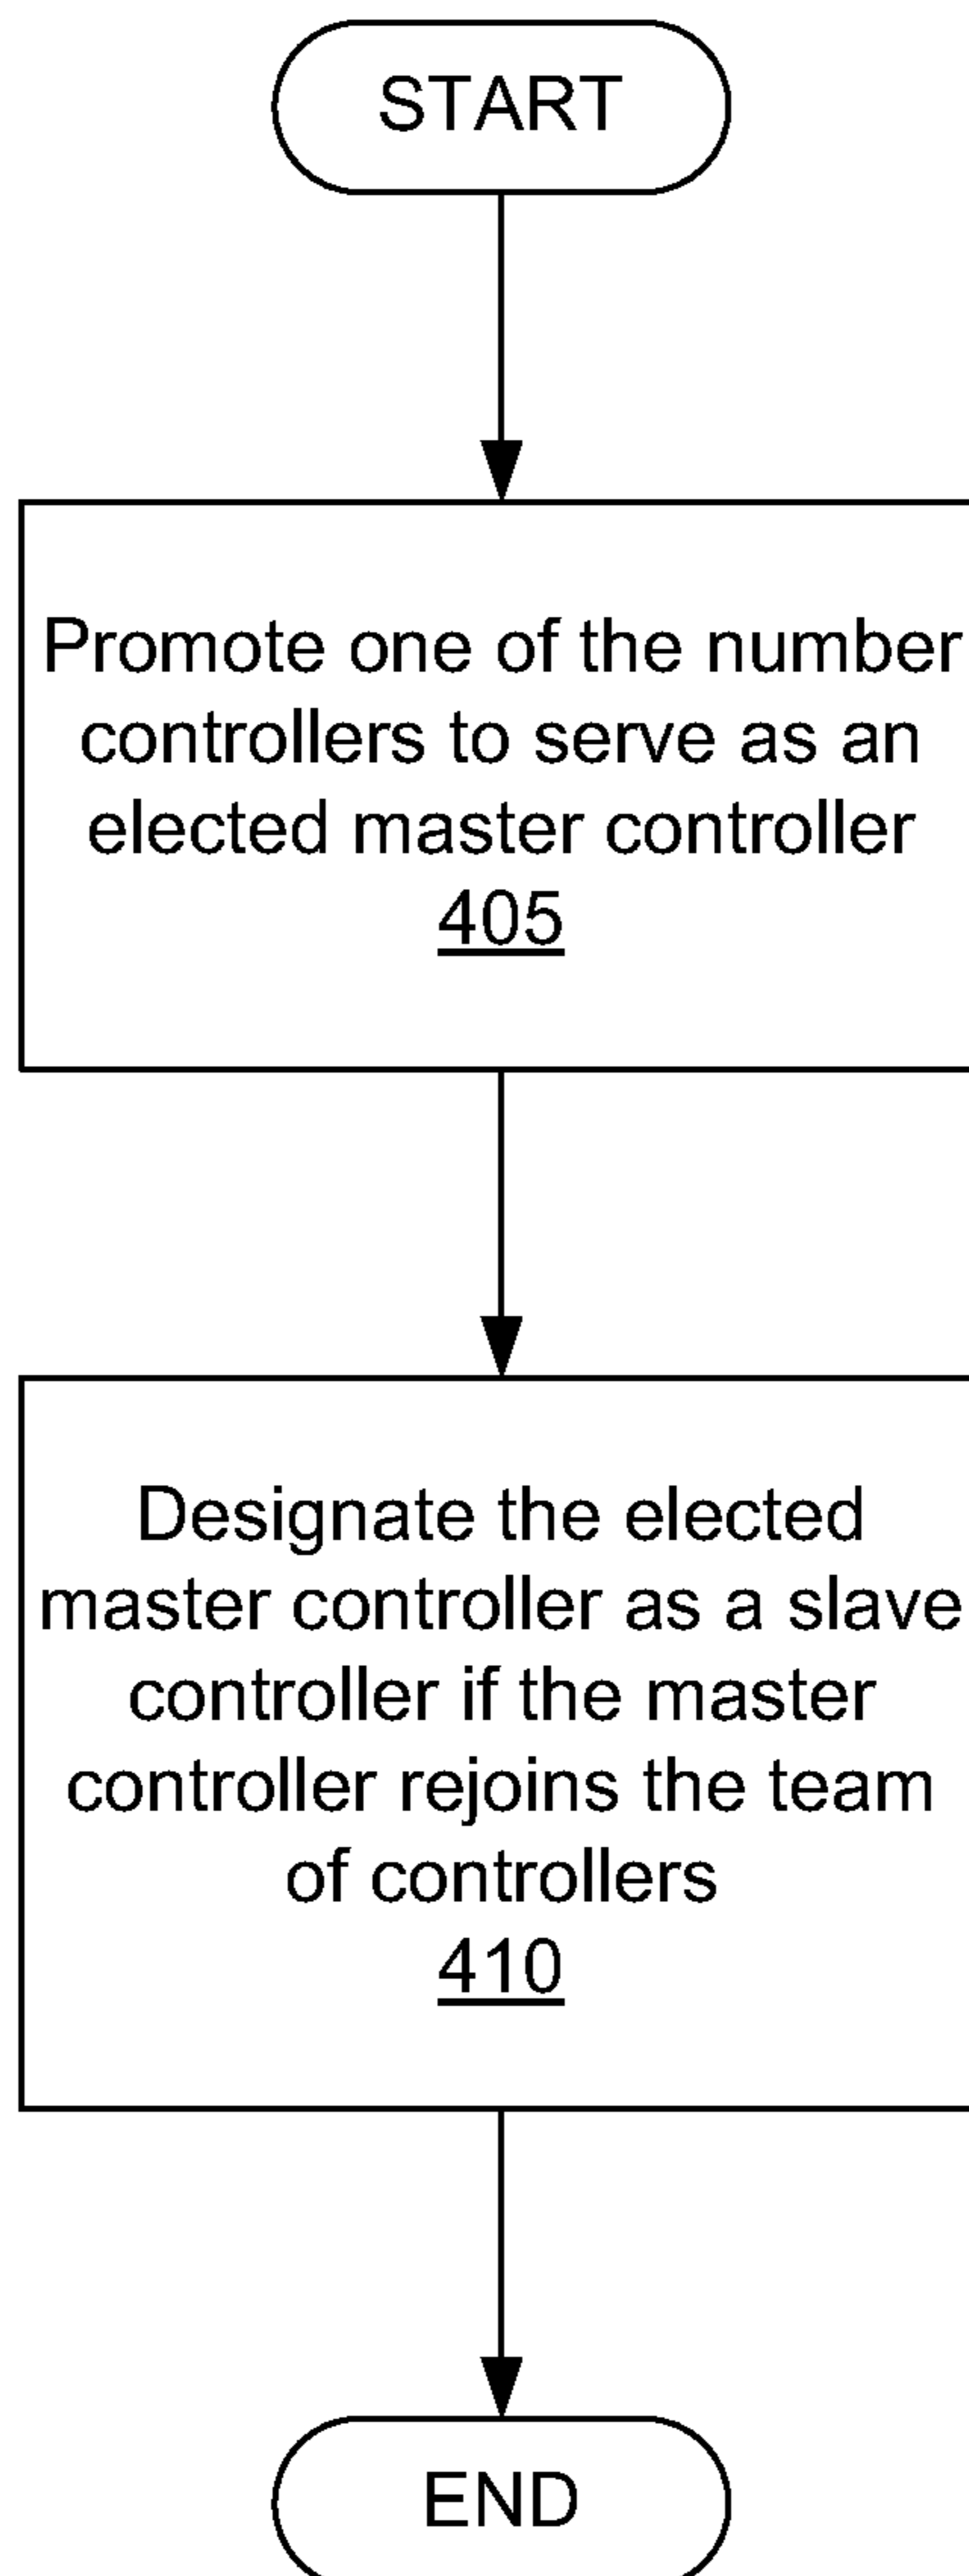 START
Promote one of the number
controllers to serve as an
elected master controller
405
Designate the elected
master controller as a slave
controller if the master
controller rejoins the team
of controllers
410
END